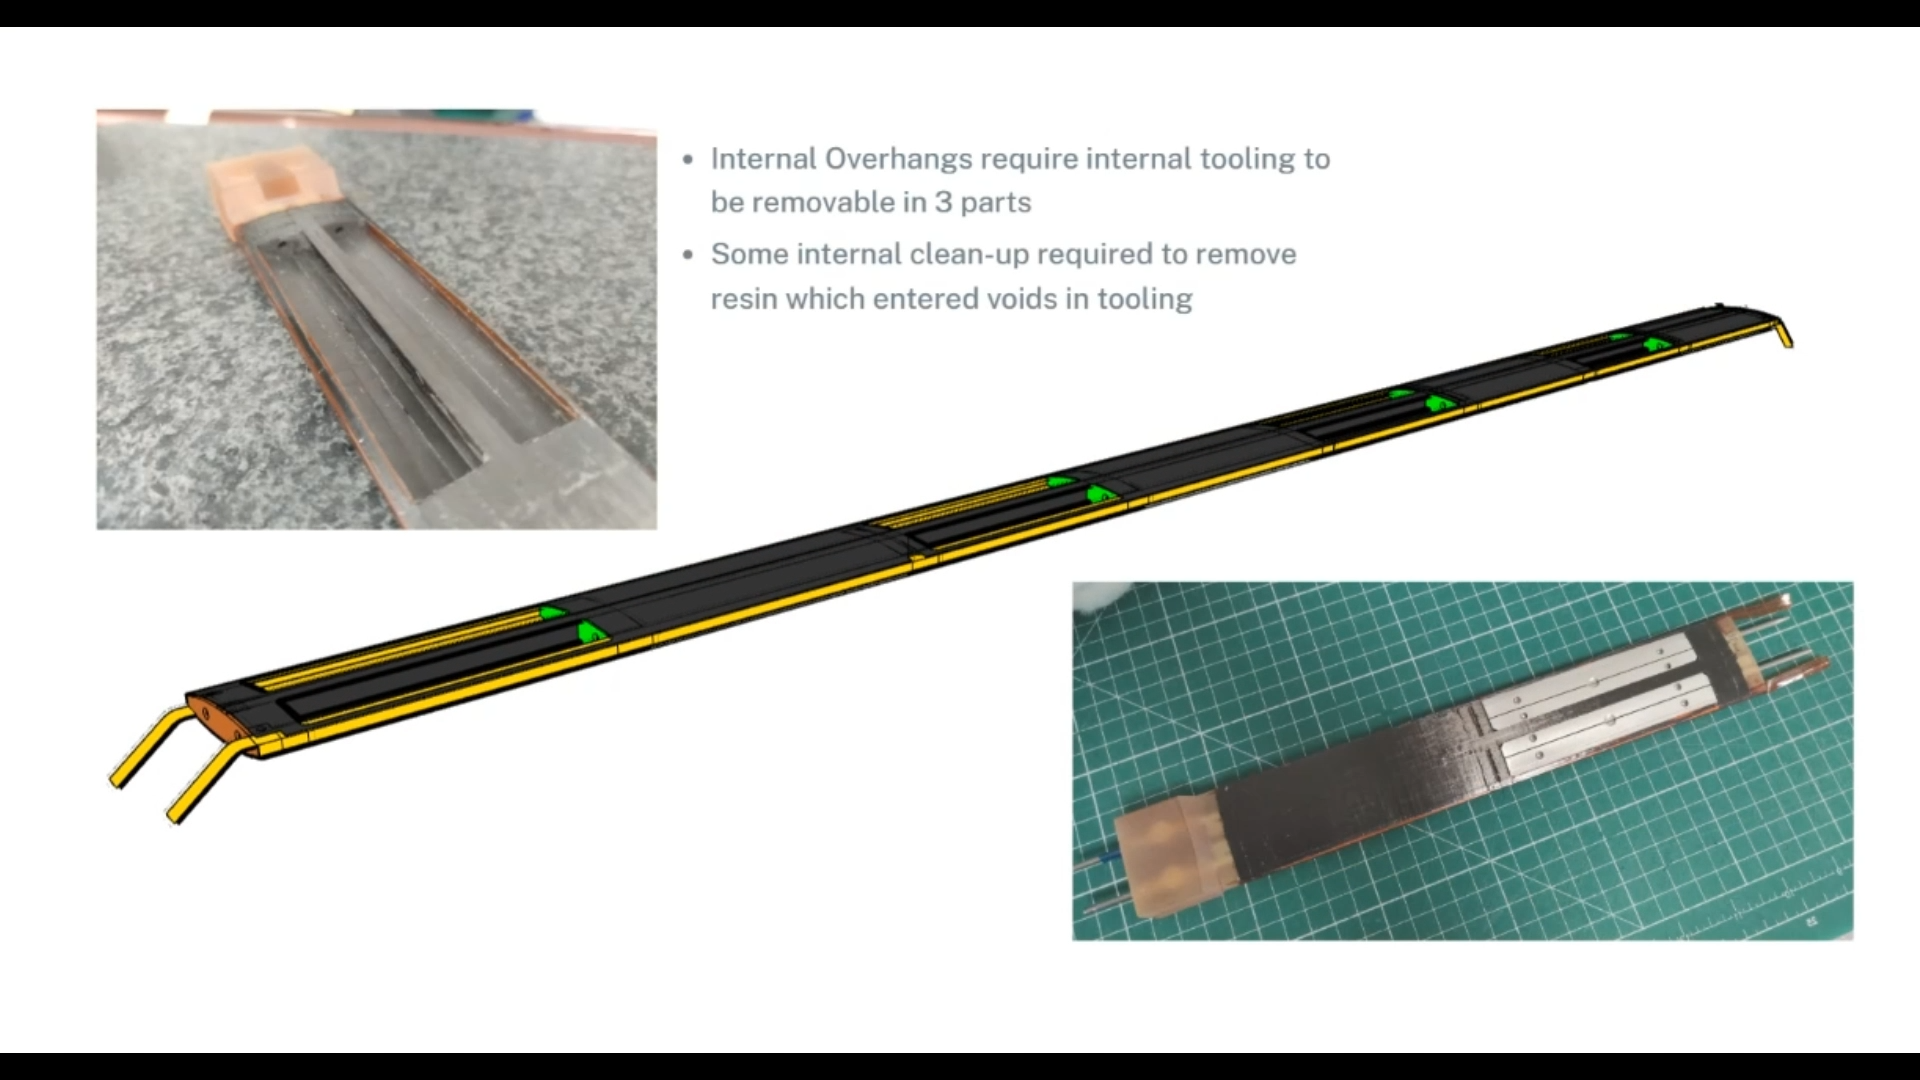 Internal Overhangs require internal tooling to
be removable in 3 parts
Some internal clean-up required to remove
resin which entered voids in tooling